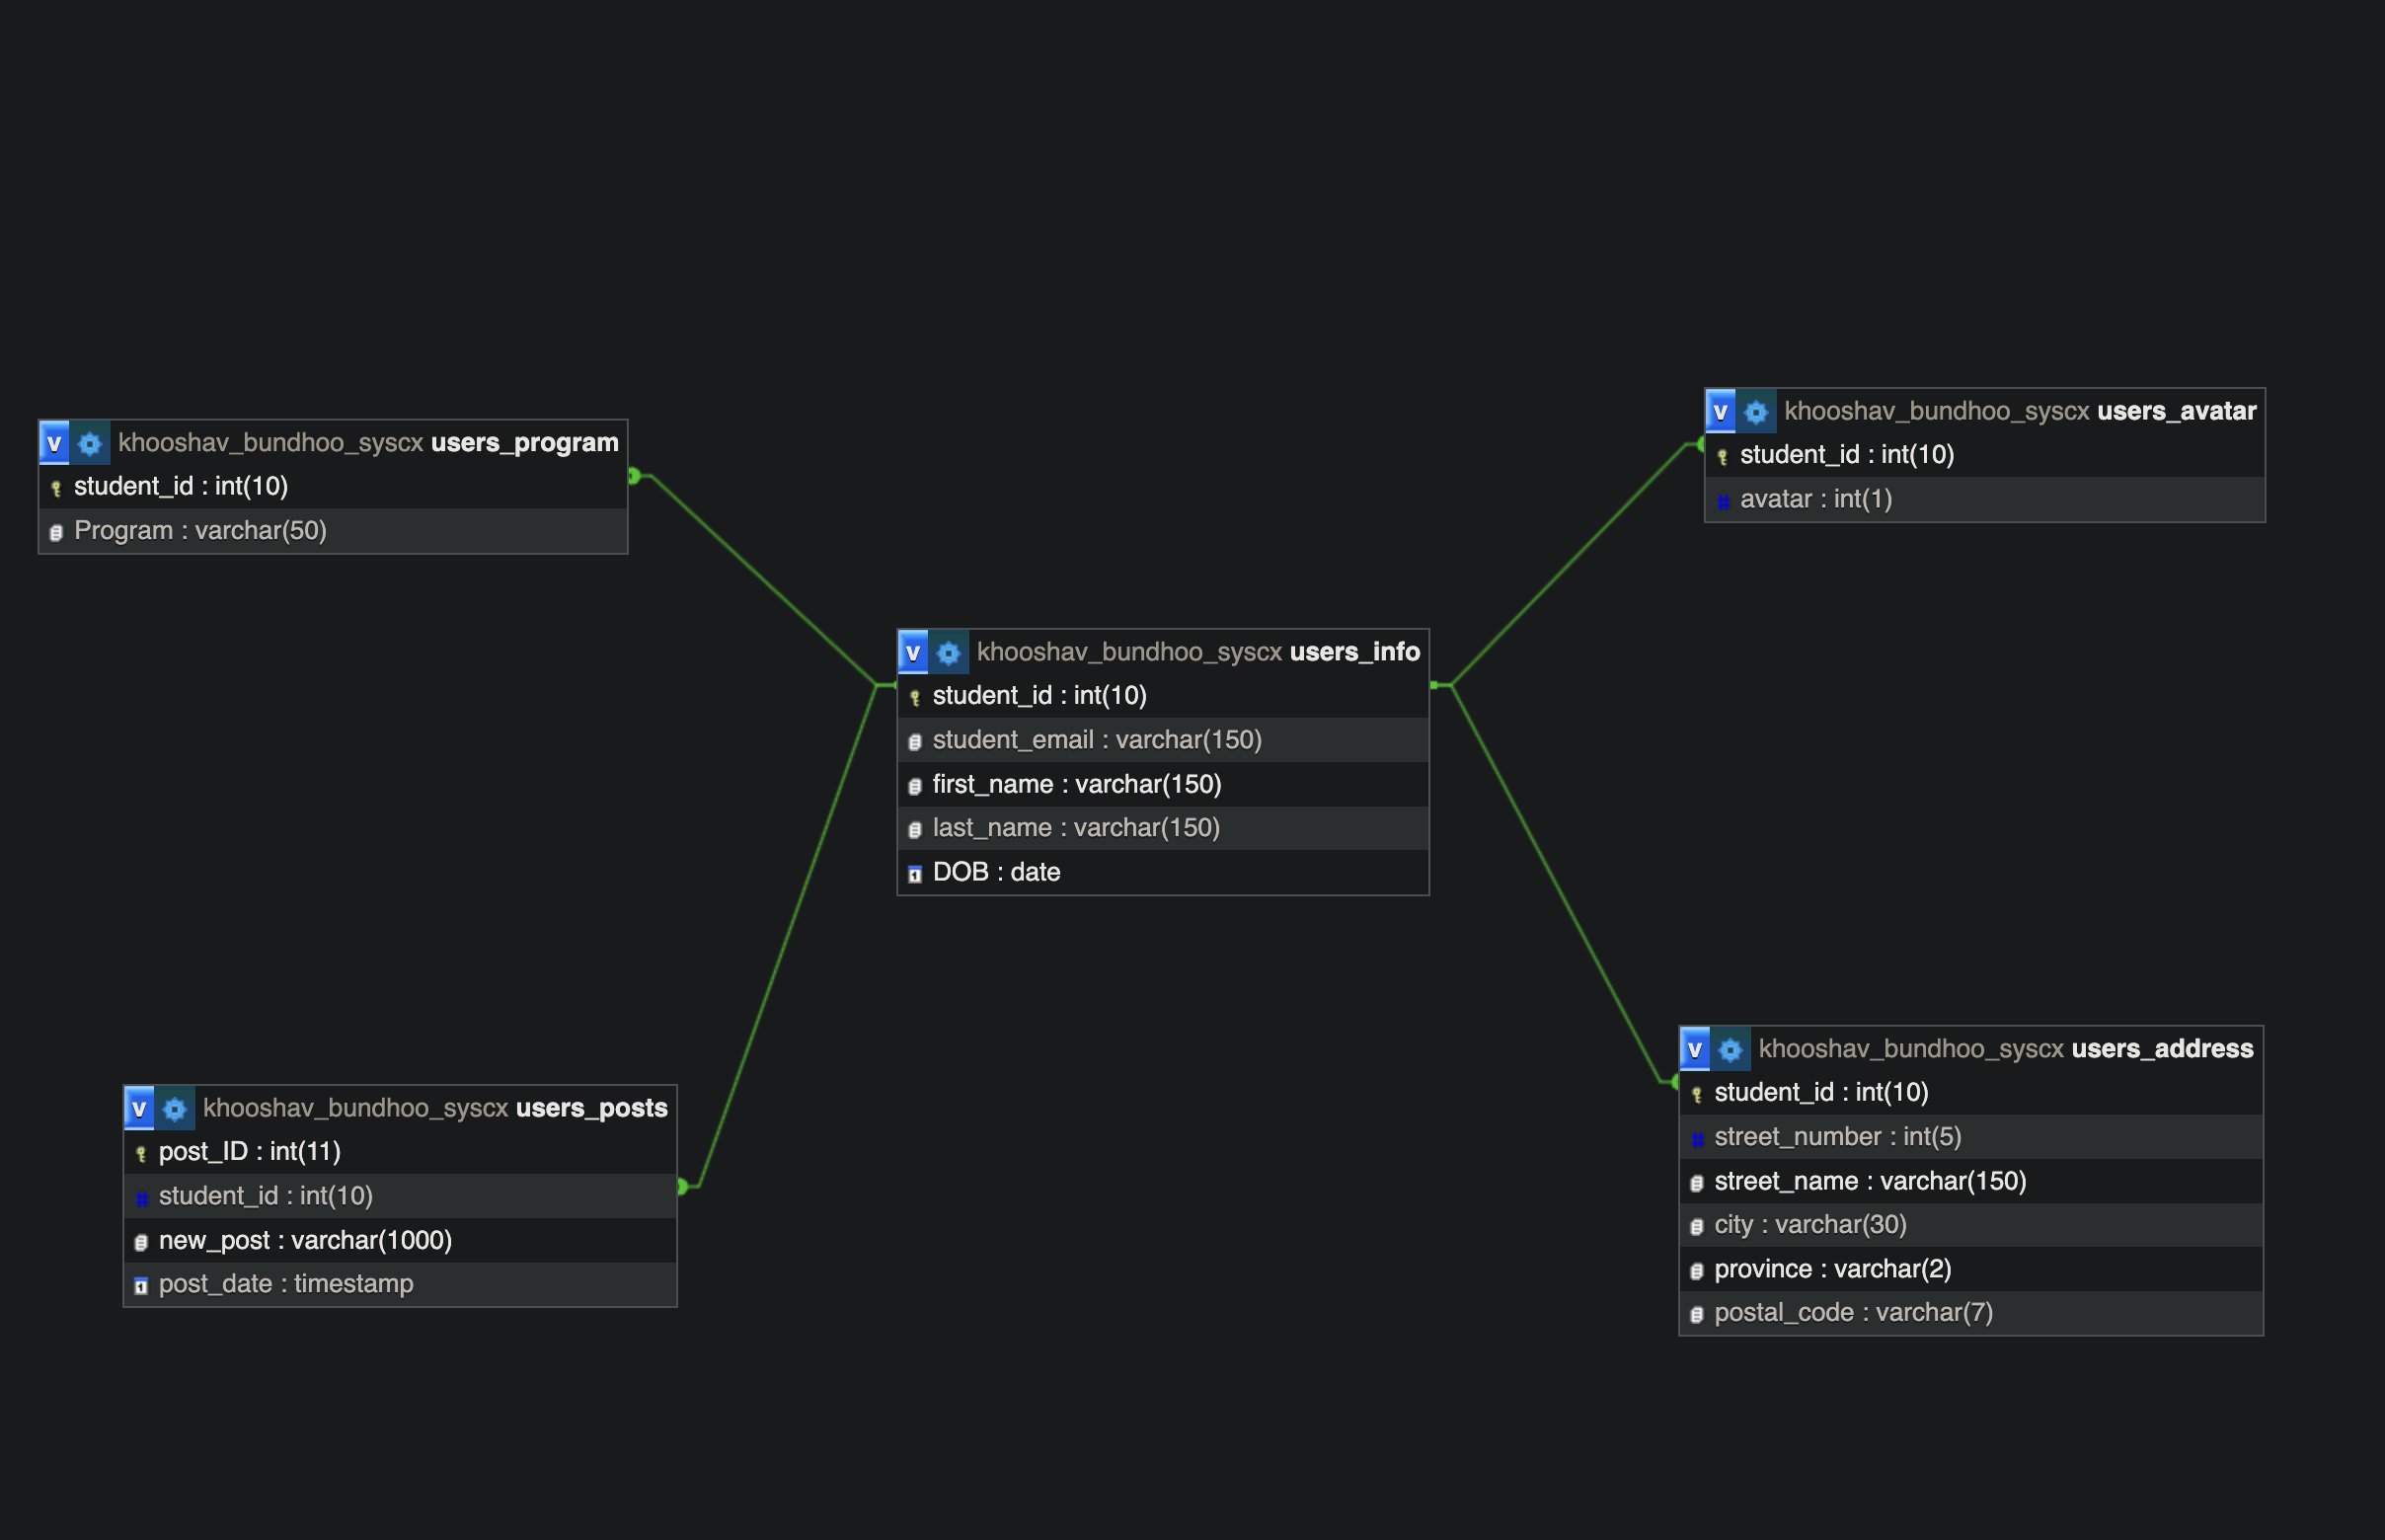 v khooshav_bundhoo_syscx users_program
student_id : int(10)
Program : varchar(50)
v khooshav_bundhoo_syscx users_avatar
student_id : int(10)
# avatar : int(1)
v khooshav_bundhoo_syscx users_info
student_id : int(10)
student_email : varchar(150)
first_name : varchar(150)
last_name : varchar(150)
DOB : date
v khooshav_bundhoo_syscx users_posts
post_ID : int(11)
# student_id : int(10)
new_post : varchar(1000)
post_date : timestamp
v khooshav_bundhoo_syscx users_address
student_id : int(10)
# street_number : int(5)
street_name : varchar(150)
city : varchar(30)
province : varchar(2)
postal_code : varchar(7)